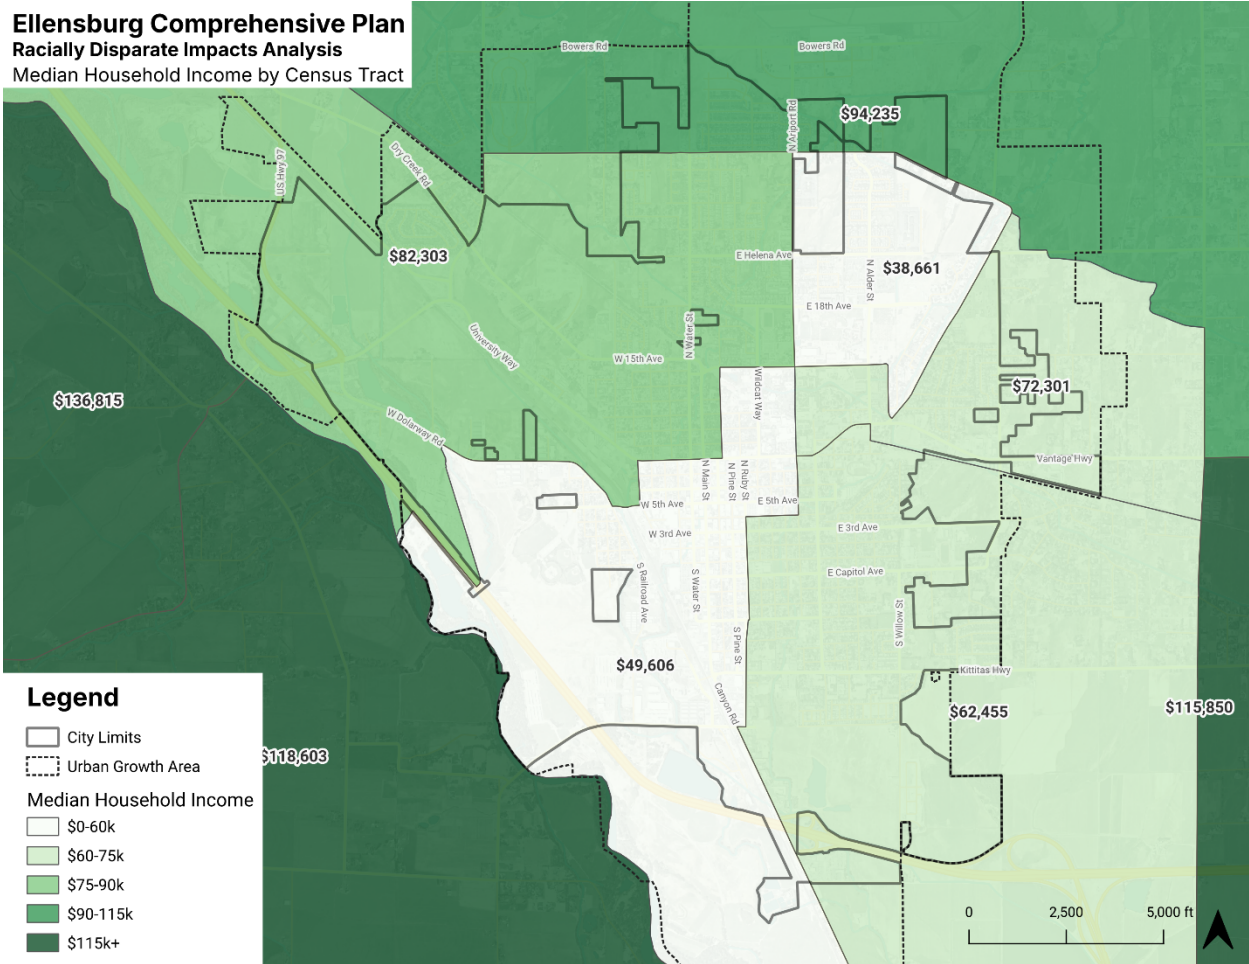 Ellensburg Comprehensive Plan
Racially Disparate Impacts Analysis
Median Household Income by Census Tract
Bowers Rd
Bowers Rd
N Ariport Rd
$94,235
Dry Creek Rd
US Hwy 97
$82,303
E Helena Ave
$38,661
N Alder St
E 18th Ave
N Water St
University Way
W 15th Ave
$136,815
Wildcat Way
$72,301
W Dolarway Rd
Vantage Hwy
N Main St
N Pine St
N Ruby St
W 5th Ave
E 5th Ave
W 3rd Ave
E 3rd Ave
E Capitol Ave
S Railroad Ave
S Water St
S Willow St
S Pine St
$49,606
Kittitas Hwy
Canyon Rd
$62,455
$115,850
$118,603
Legend
City Limits
Urban Growth Area
Median Household Income
$0-60k
$60-75k
$75-90k
$90-115k
$115k+
0 2,500 5,000 ft